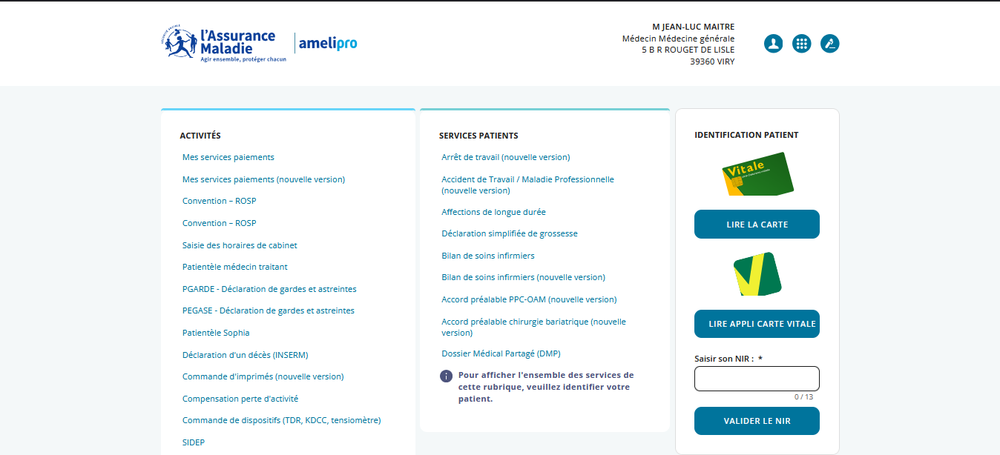 SÉCURITÉ SOCIALE
l'Assurance
Maladie
Agir ensemble, protéger chacun
amelipro
M JEAN-LUC MAITRE
Médecin Médecine générale
5 B R ROUGET DE LISLE
39360 VIRY
ACTIVITÉS
Mes services paiements
Mes services paiements (nouvelle version)
Convention – ROSP
Convention – ROSP
Saisie des horaires de cabinet
Patientèle médecin traitant
PGARDE - Déclaration de gardes et astreintes
PEGASE - Déclaration de gardes et astreintes
Patientèle Sophia
Déclaration d'un décès (INSERM)
Commande d'imprimés (nouvelle version)
Compensation perte d'activité
Commande de dispositifs (TDR, KDCC, tensiomètre)
SIDEP
SERVICES PATIENTS
Arrêt de travail (nouvelle version)
Accident de Travail / Maladie Professionnelle
(nouvelle version)
Affections de longue durée
Déclaration simplifiée de grossesse
Bilan de soins infirmiers
Bilan de soins infirmiers (nouvelle version)
Accord préalable PPC-OAM (nouvelle version)
Accord préalable chirurgie bariatrique (nouvelle
version)
Dossier Médical Partagé (DMP)
Pour afficher l'ensemble des services de
cette rubrique, veuillez identifier votre
patient.
IDENTIFICATION PATIENT
Vitale
LIRE LA CARTE
LIRE APPLI CARTE VITALE
Saisir son NIR : *
0 / 13
VALIDER LE NIR